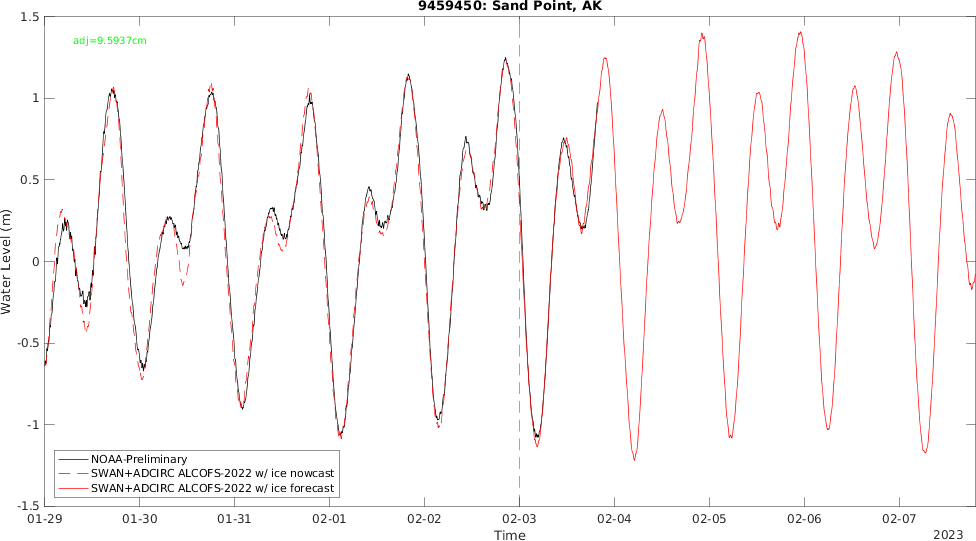 9459450: Sand Point, AK
adj=9.5937cm
1.5
1
0.5
0
-0.5
-1
-1.5
Water Level (m)
NOAA-Preliminary
SWAN+ADCIRC ALCOFS-2022 w/ ice nowcast
SWAN+ADCIRC ALCOFS-2022 w/ ice forecast
01-29 01-30 01-31 02-01 02-02 02-03 02-04 02-05 02-06 02-07
Time
2023